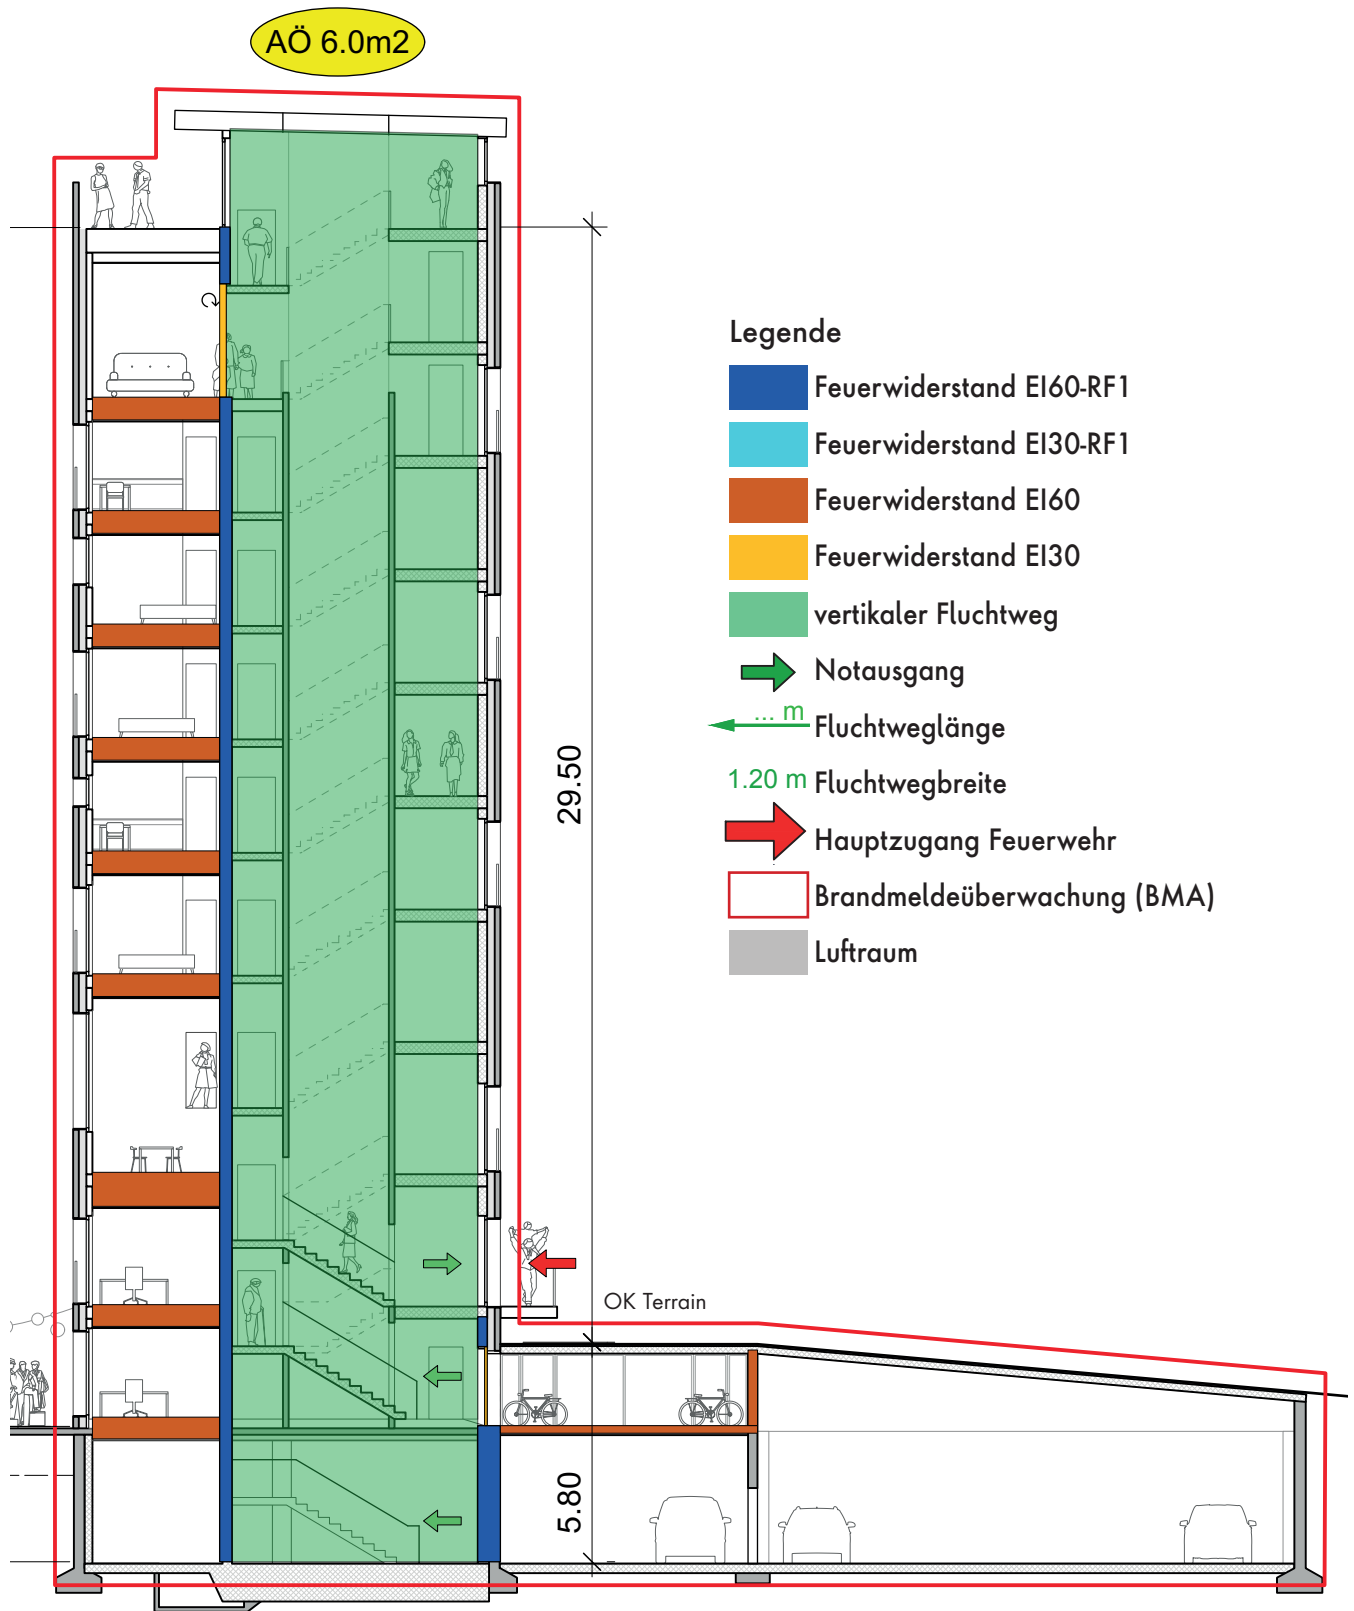 AÖ 6.0m2
Legende
Feuerwiderstand EI60-RF1
Feuerwiderstand EI30-RF1
Feuerwiderstand EI60
Feuerwiderstand EI30
vertikaler Fluchtweg
Notausgang
... m Fluchtweglänge
1.20 m Fluchtwegbreite
Hauptzugang Feuerwehr
Brandmeldeüberwachung (BMA)
Luftraum
29.50
OK Terrain
5.80